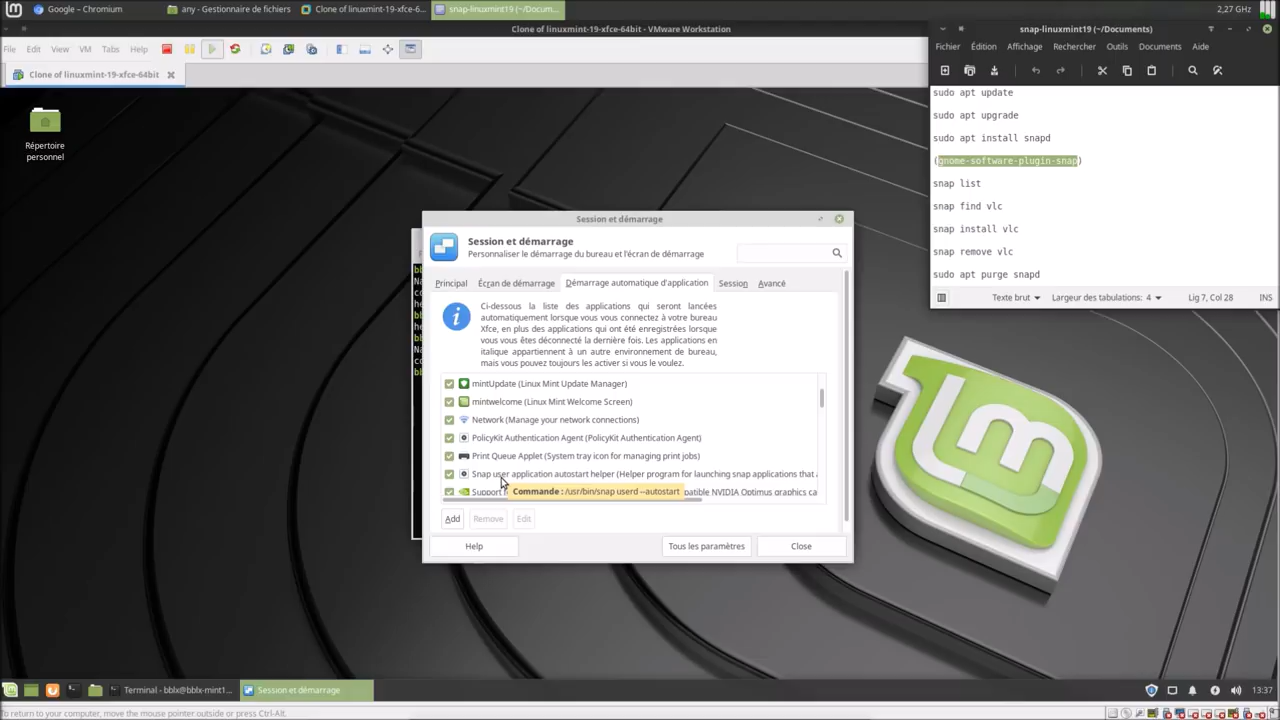 Google – Chromium
any - Gestionnaire de fichiers
Clone of linuxmint-19-xfce-6...
snap-linuxmint19 (~/Docum...
2,27 GHz
Clone of linuxmint-19-xfce-64bit - VMware Workstation
File Edit View VM Tabs Help
Clone of linuxmint-19-xfce-64bit
Répertoire
personnel
snap-linuxmint19 (~/Documents)
Fichier Édition Affichage Rechercher Outils Documents Aide
sudo apt update
sudo apt upgrade
sudo apt install snapd
(gnome-software-plugin-snap)
snap list
snap find vlc
snap install vlc
snap remove vlc
sudo apt purge snapd
Texte brut Largeur des tabulations: 4 Lig 7, Col 28 INS
Session et démarrage
Session et démarrage
Personnaliser le démarrage du bureau et l'écran de démarrage
Principal Écran de démarrage Démarrage automatique d'application Session Avancé
Ci-dessous la liste des applications qui seront lancées
automatiquement lorsque vous vous connectez à votre bureau
Xfce, en plus des applications qui ont été enregistrées lorsque
vous vous êtes déconnecté la dernière fois. Les applications en
italique appartiennent à un autre environnement de bureau,
mais vous pouvez toujours les activer si vous le voulez.
mintUpdate (Linux Mint Update Manager)
mintwelcome (Linux Mint Welcome Screen)
Network (Manage your network connections)
PolicyKit Authentication Agent (PolicyKit Authentication Agent)
Print Queue Applet (System tray icon for managing print jobs)
Snap user application autostart helper (Helper program for launching snap applications that
Support
Commande : /usr/bin/snap userd --autostart
NVIDIA Optimus graphics
Add Remove Edit
Help Tous les paramètres Close
Terminal - bblx@bblx-mint1...
Session et démarrage
13:37
To return to your computer, move the mouse pointer outside or press Ctrl-Alt.